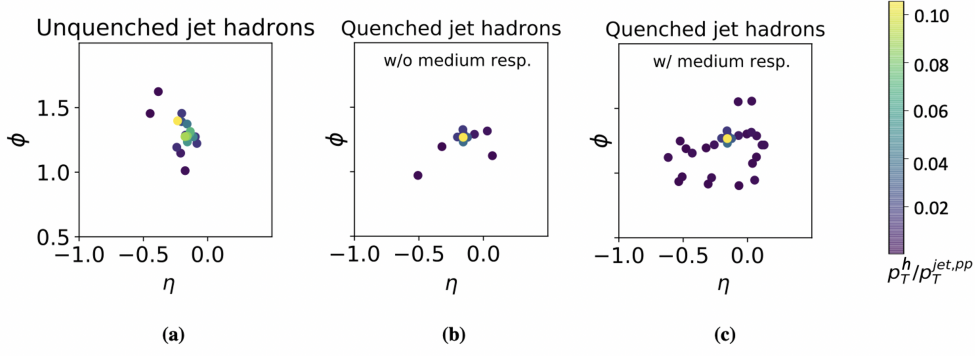 Unquenched jet hadrons
ϕ
1.5
1.0
0.5
−1.0 −0.5 0.0
η
(a)
Quenched jet hadrons
w/o medium resp.
ϕ
−1.0 −0.5 0.0
η
(b)
Quenched jet hadrons
w/ medium resp.
ϕ
−1.0 −0.5 0.0
η
(c)
0.10
0.08
0.06
0.04
0.02
p_T^h/p_T^{jet,pp}